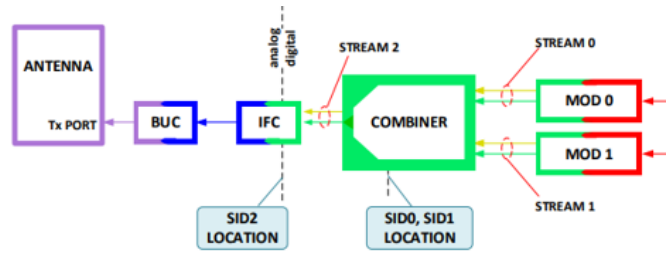 STREAM 0
STREAM 2
analog
digital
ANTENNA
Tx PORT
BUC
IFC
COMBINER
MOD 0
MOD 1
STREAM 1
SID2
LOCATION
SID0, SID1
LOCATION